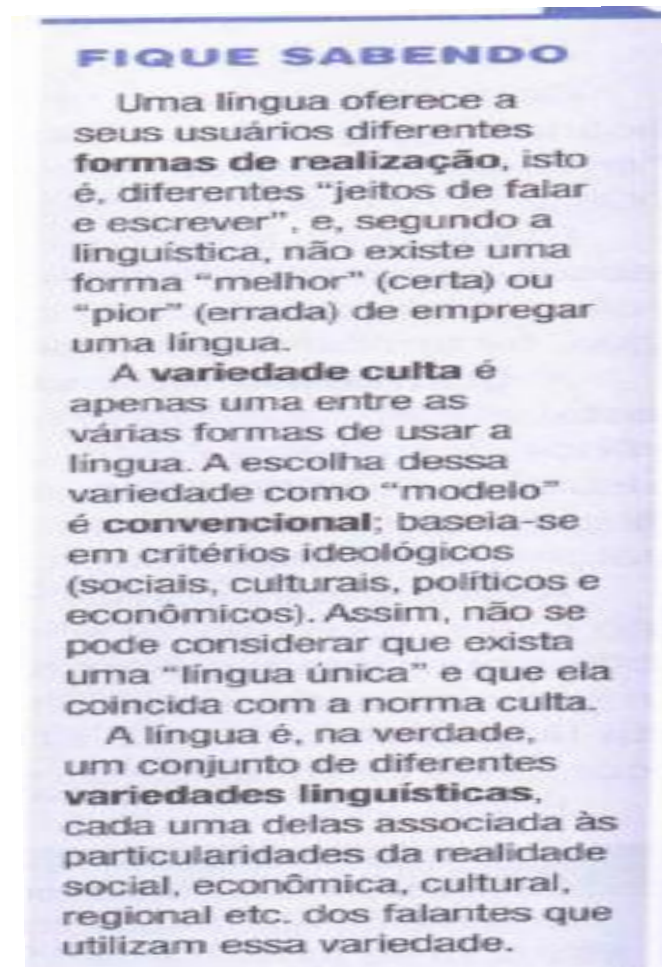 FIQUE SABENDO
Uma língua oferece a
seus usuários diferentes
formas de realização, isto
é, diferentes “jeitos de falar
e escrever”, e, segundo a
linguística, não existe uma
forma “melhor” (certa) ou
“pior” (errada) de empregar
uma língua.
A variedade culta é
apenas uma entre as
várias formas de usar a
língua. A escolha dessa
variedade como “modelo”
é convencional; baseia-se
em critérios ideológicos
(sociais, culturais, políticos e
econômicos). Assim, não se
pode considerar que exista
uma “língua única” e que ela
coincida com a norma culta.
A língua é, na verdade,
um conjunto de diferentes
variedades linguísticas,
cada uma delas associada às
particularidades da realidade
social, econômica, cultural,
regional etc. dos falantes que
utilizam essa variedade.